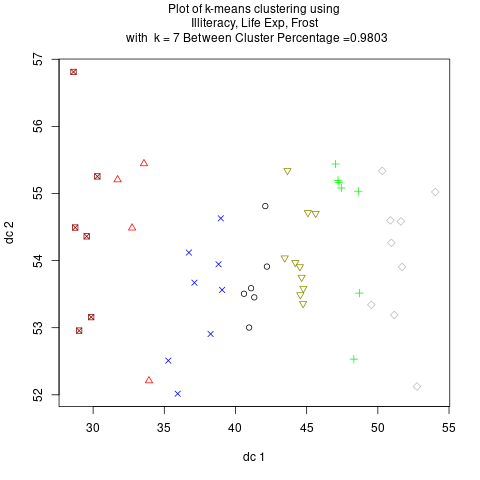 Plot of k-means clustering using
Illiteracy, Life Exp, Frost
with k = 7 Between Cluster Percentage =0.9803
57
56
55
54
53
52
dc 2
30 35 40 45 50 55
dc 1